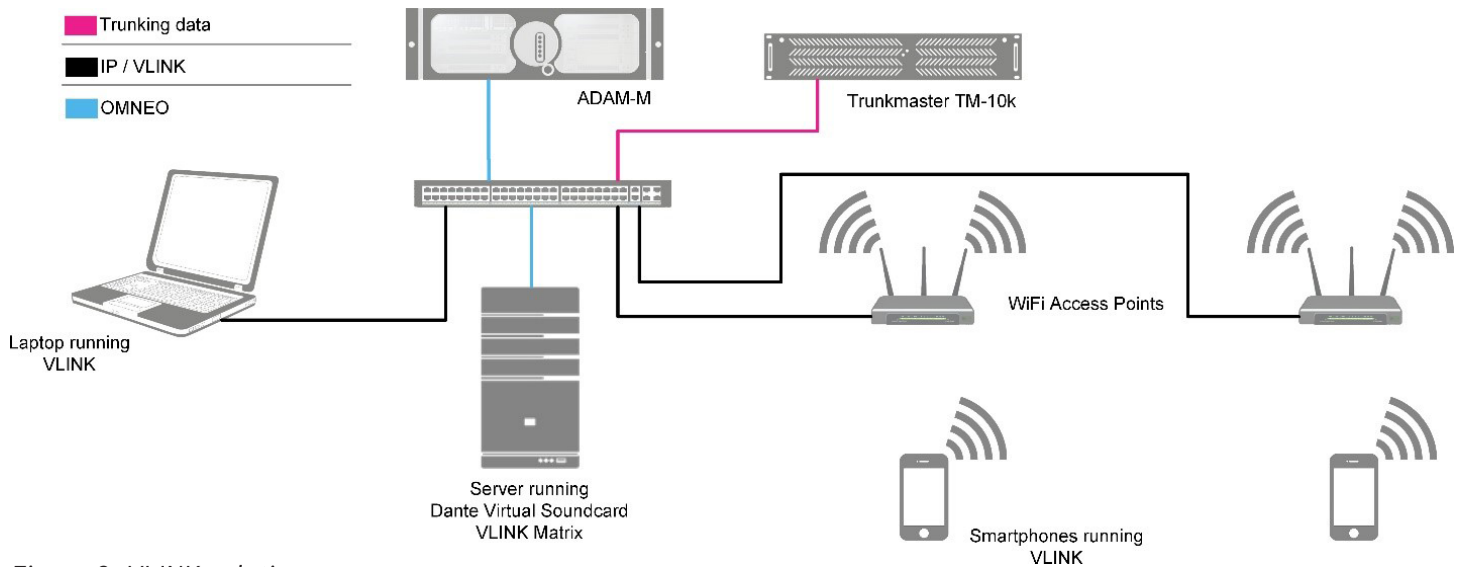 Trunking data
IP / VLINK
OMNEO
ADAM-M
Trunkmaster TM-10k
Laptop running
VLINK
WiFi Access Points
Server running
Dante Virtual Soundcard
VLINK Matrix
Smartphones running
VLINK